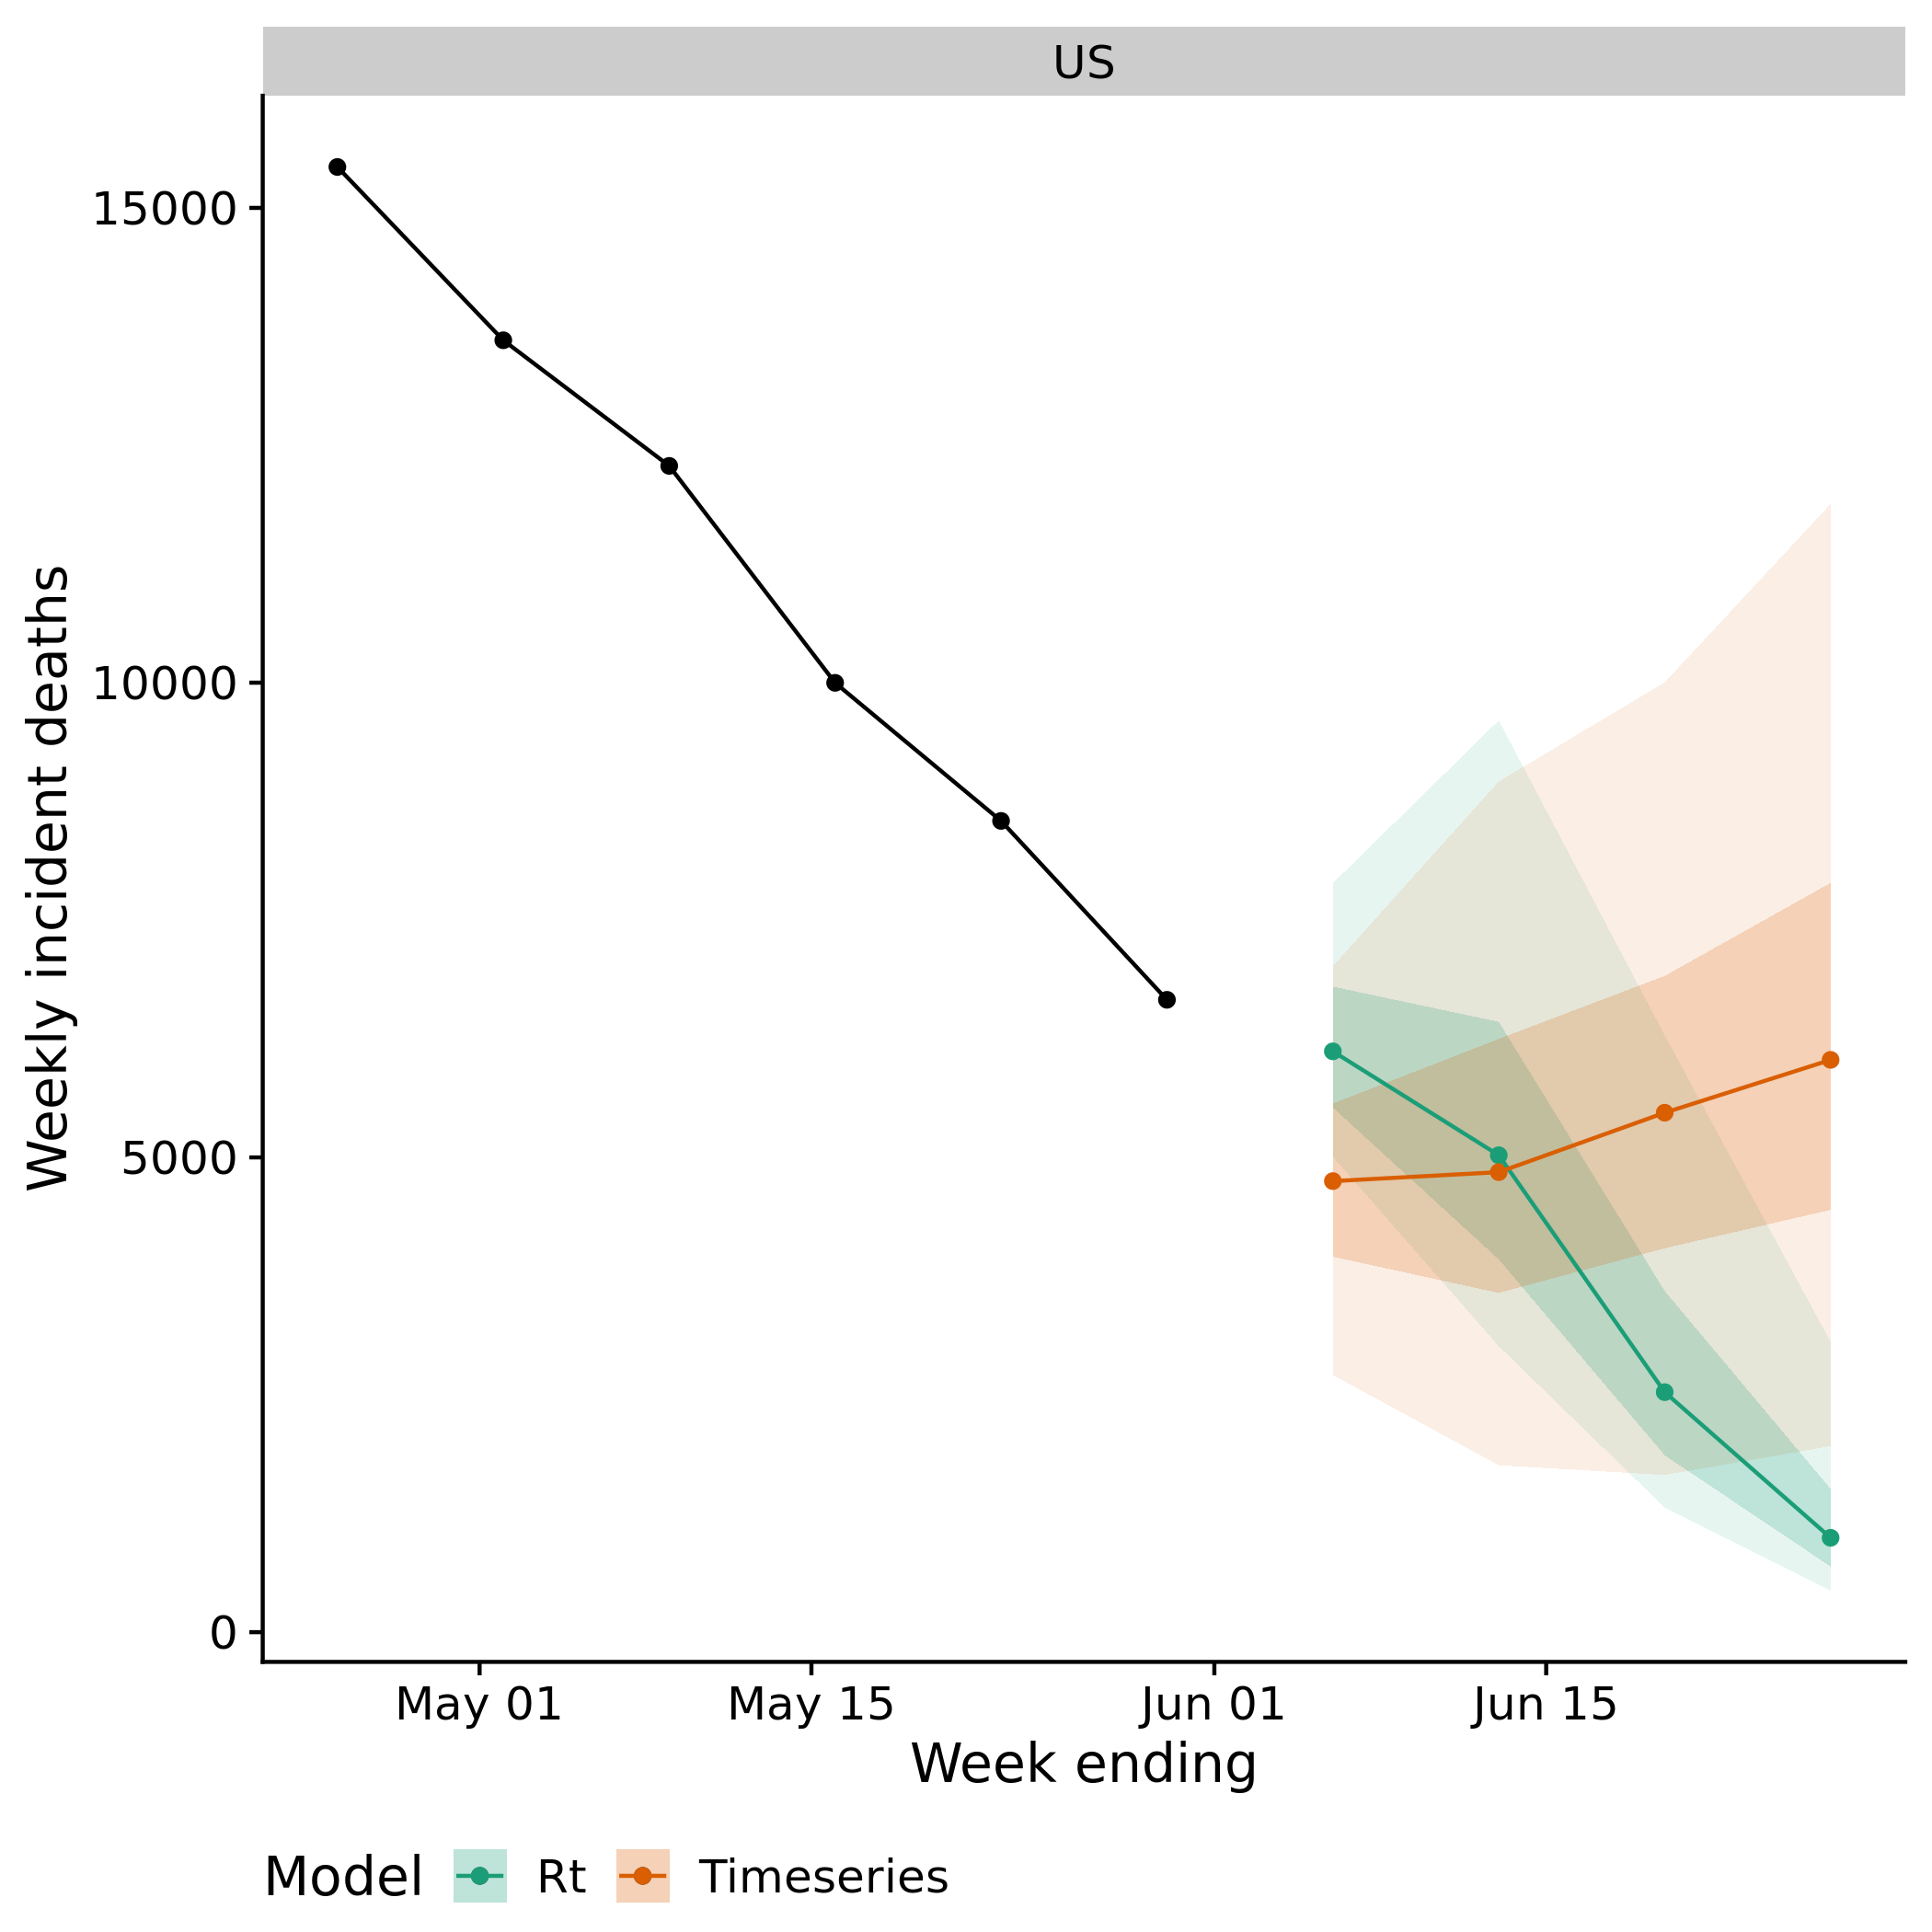 US
Weekly incident deaths
15000
10000
5000
0
May 01 May 15 Jun 01 Jun 15
Week ending
Model Rt Timeseries